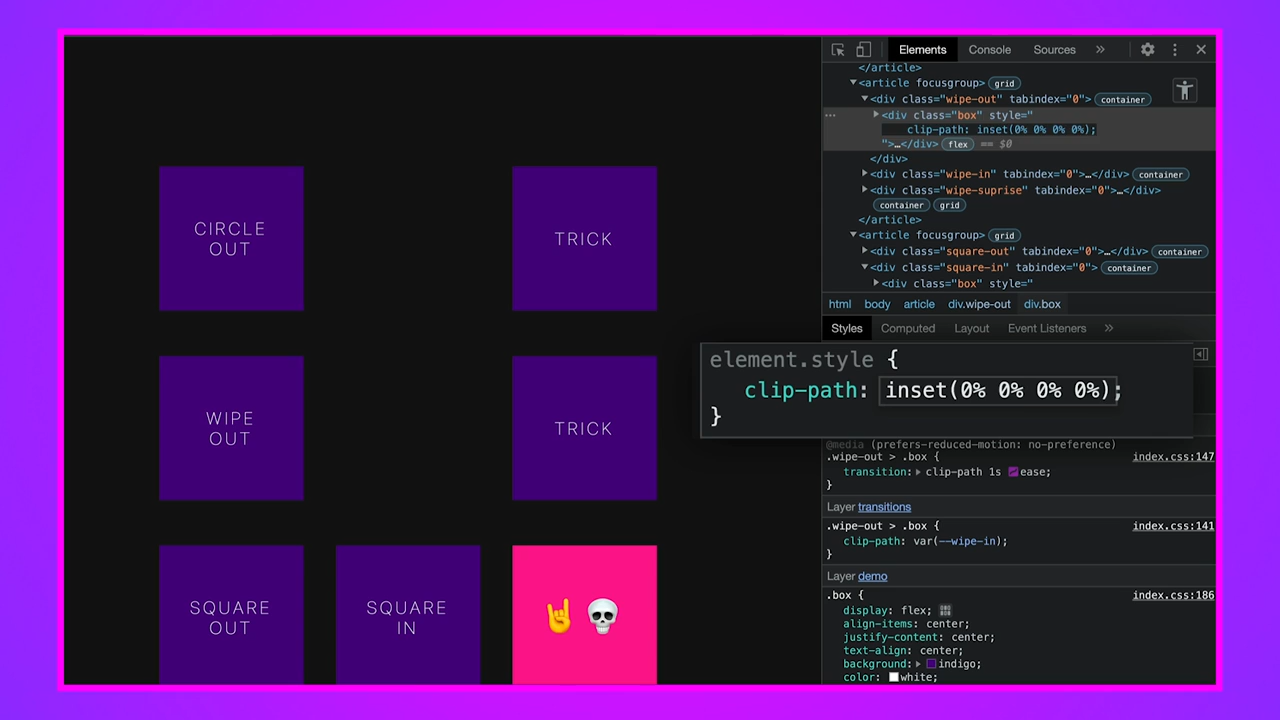 CIRCLE
OUT
TRICK
WIPE
OUT
TRICK
SQUARE
OUT
SQUARE
IN
🤘 💀
Elements Console Sources »
</article>
<article focusgroup> grid
<div class="wipe-out" tabindex="0"> container
<div class="box" style="
clip-path: inset(0% 0% 0% 0%);
">…</div> flex == $0
</div>
<div class="wipe-in" tabindex="0">…</div> container
<div class="wipe-suprise" tabindex="0">…</div>
container grid
</article>
<article focusgroup> grid
<div class="square-out" tabindex="0">…</div> container
<div class="square-in" tabindex="0"> container
<div class="box" style="
html body article div.wipe-out div.box
Styles Computed Layout Event Listeners »
element.style {
clip-path: inset(0% 0% 0% 0%);
}
@media (prefers-reduced-motion: no-preference)
.wipe-out > .box { index.css:147
transition: clip-path 1s ease;
}
Layer transitions
.wipe-out > .box { index.css:141
clip-path: var(--wipe-in);
}
Layer demo
.box { index.css:186
display: flex;
align-items: center;
justify-content: center;
text-align: center;
background: indigo;
color: white;